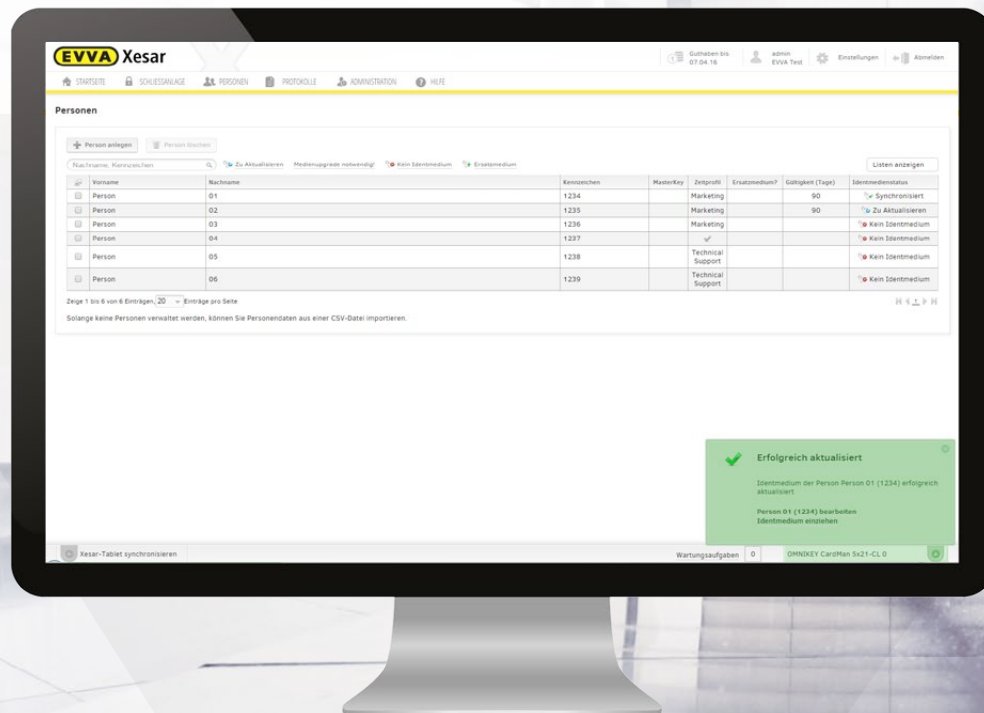 EVVA Xesar
Guthaben bis
07.04.16
admin
EVVA Test
Einstellungen
Abmelden
STARTSEITE
SCHLIESSANLAGE
PERSONEN
PROTOKOLLE
ADMINISTRATION
HILFE
Personen
Person anlegen
Person löschen
Nachname, Kennzeichen
Zu Aktualisieren
Medienupgrade notwendig!
Kein Identmedium
Ersatzmedium
Listen anzeigen
Vorname Nachname Kennzeichen MasterKey Zeitprofil Ersatzmedium? Gültigkeit (Tage) Identmedienstatus
Person 01 1234 Marketing 90 Synchronisiert
Person 02 1235 Marketing 90 Zu Aktualisieren
Person 03 1236 Marketing Kein Identmedium
Person 04 1237 Kein Identmedium
Person 05 1238 Technical Support Kein Identmedium
Person 06 1239 Technical Support Kein Identmedium
Zeige 1 bis 6 von 6 Einträgen, 20 Einträge pro Seite
1
Solange keine Personen verwaltet werden, können Sie Personendaten aus einer CSV-Datei importieren.
Erfolgreich aktualisiert
Identmedium der Person Person 01 (1234) erfolgreich
aktualisiert
Person 01 (1234) bearbeiten
Identmedium einziehen
Xesar-Tablet synchronisieren
Wartungsaufgaben 0
OMNIKEY CardMan 5x21-CL 0